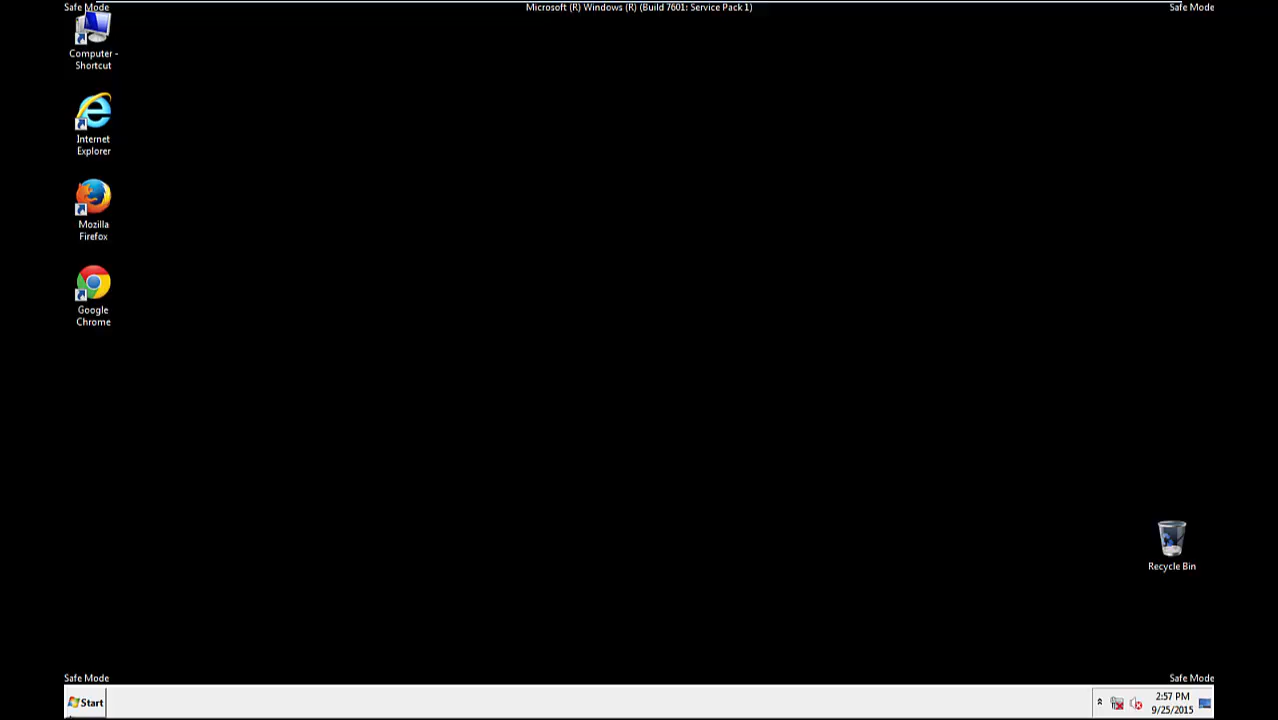 Safe Mode
Microsoft (R) Windows (R) (Build 7601: Service Pack 1)
Safe Mode
Computer -
Shortcut
Internet
Explorer
Mozilla
Firefox
Google
Chrome
Recycle Bin
Safe Mode
Safe Mode
Start
2:57 PM
9/25/2015